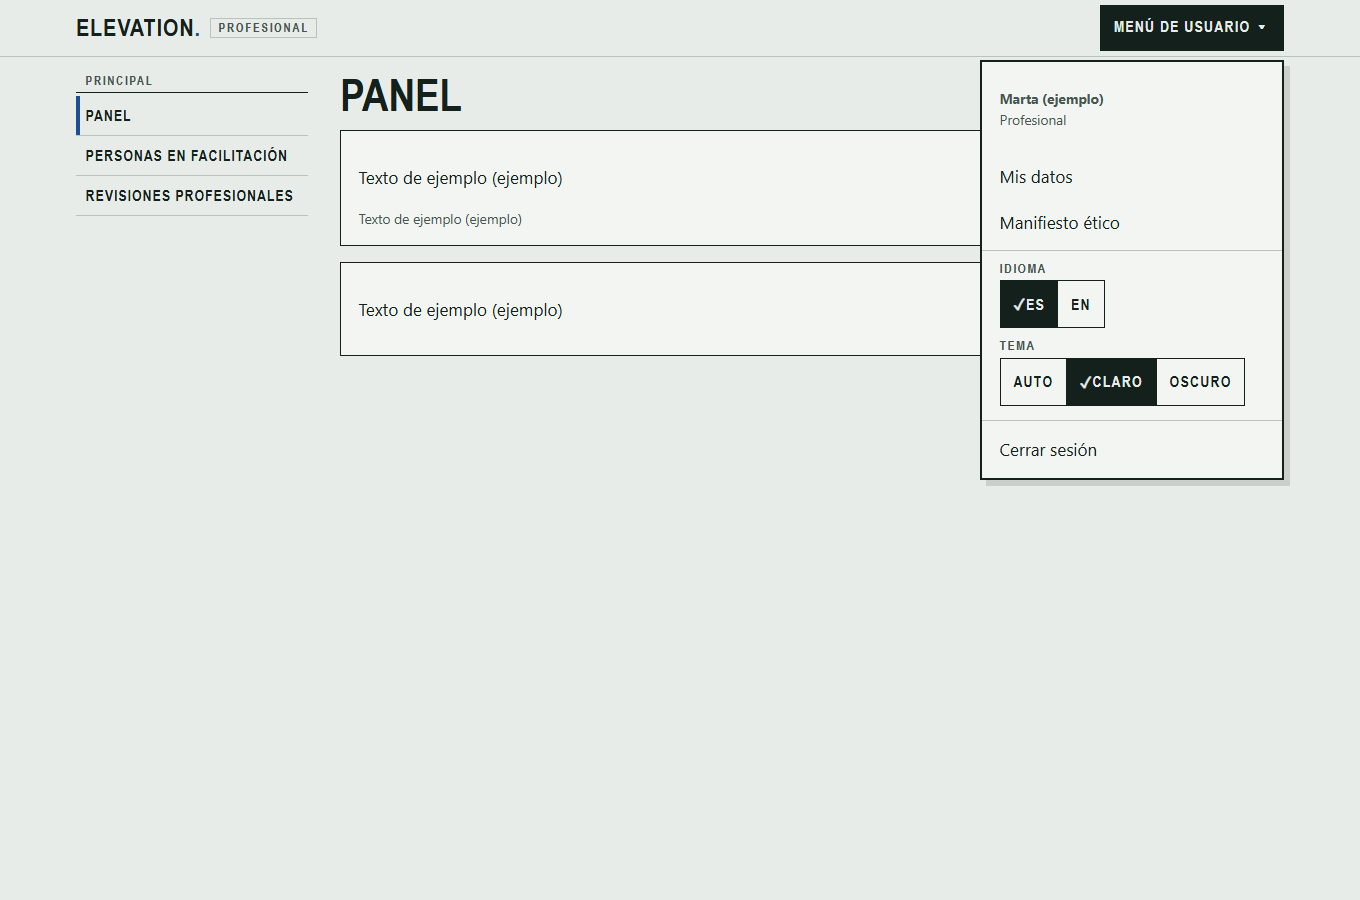 ELEVATION. PROFESIONAL
MENÚ DE USUARIO
PRINCIPAL
PANEL
PERSONAS EN FACILITACIÓN
REVISIONES PROFESIONALES
PANEL
Texto de ejemplo (ejemplo)
Texto de ejemplo (ejemplo)
Texto de ejemplo (ejemplo)
Marta (ejemplo)
Profesional
Mis datos
Manifiesto ético
IDIOMA
✓ES EN
TEMA
AUTO ✓CLARO OSCURO
Cerrar sesión